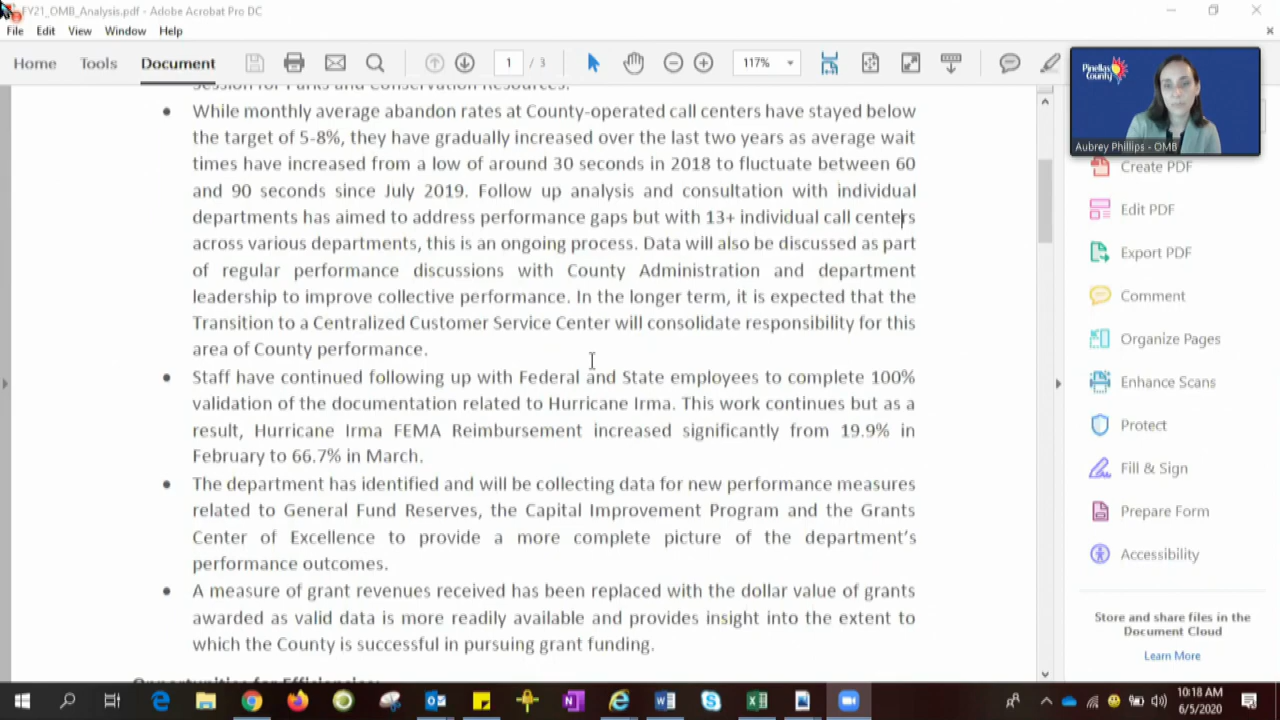 FY21_OMB_Analysis.pdf - Adobe Acrobat Pro DC
File Edit View Window Help
Home Tools Document 1 / 3 117%
Pinellas County
Aubrey Phillips - OMB
Session for Parks and Conservation Resources.
While monthly average abandon rates at County-operated call centers have stayed below
the target of 5-8%, they have gradually increased over the last two years as average wait
times have increased from a low of around 30 seconds in 2018 to fluctuate between 60
and 90 seconds since July 2019. Follow up analysis and consultation with individual
departments has aimed to address performance gaps but with 13+ individual call centers
across various departments, this is an ongoing process. Data will also be discussed as part
of regular performance discussions with County Administration and department
leadership to improve collective performance. In the longer term, it is expected that the
Transition to a Centralized Customer Service Center will consolidate responsibility for this
area of County performance.
Staff have continued following up with Federal and State employees to complete 100%
validation of the documentation related to Hurricane Irma. This work continues but as a
result, Hurricane Irma FEMA Reimbursement increased significantly from 19.9% in
February to 66.7% in March.
The department has identified and will be collecting data for new performance measures
related to General Fund Reserves, the Capital Improvement Program and the Grants
Center of Excellence to provide a more complete picture of the department's
performance outcomes.
A measure of grant revenues received has been replaced with the dollar value of grants
awarded as valid data is more readily available and provides insight into the extent to
which the County is successful in pursuing grant funding.
Opportunities for Efficiencies:
Create PDF
Edit PDF
Export PDF
Comment
Organize Pages
Enhance Scans
Protect
Fill & Sign
Prepare Form
Accessibility
Store and share files in the
Document Cloud
Learn More
10:18 AM
6/5/2020